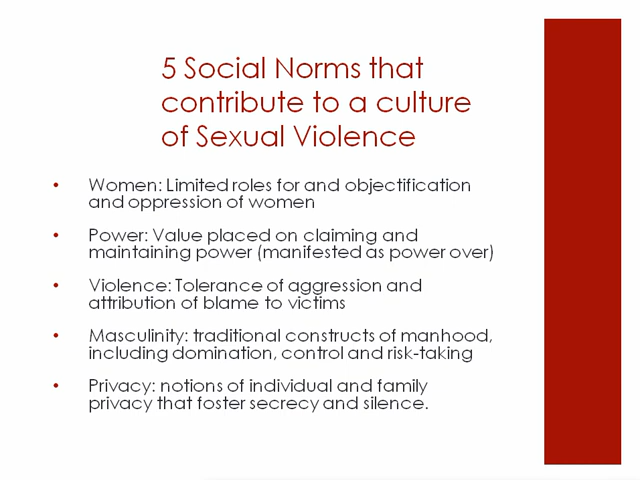 5 Social Norms that
contribute to a culture
of Sexual Violence
• Women: Limited roles for and objectification
and oppression of women
• Power: Value placed on claiming and
maintaining power (manifested as power over)
• Violence: Tolerance of aggression and
attribution of blame to victims
• Masculinity: traditional constructs of manhood,
including domination, control and risk-taking
• Privacy: notions of individual and family
privacy that foster secrecy and silence.